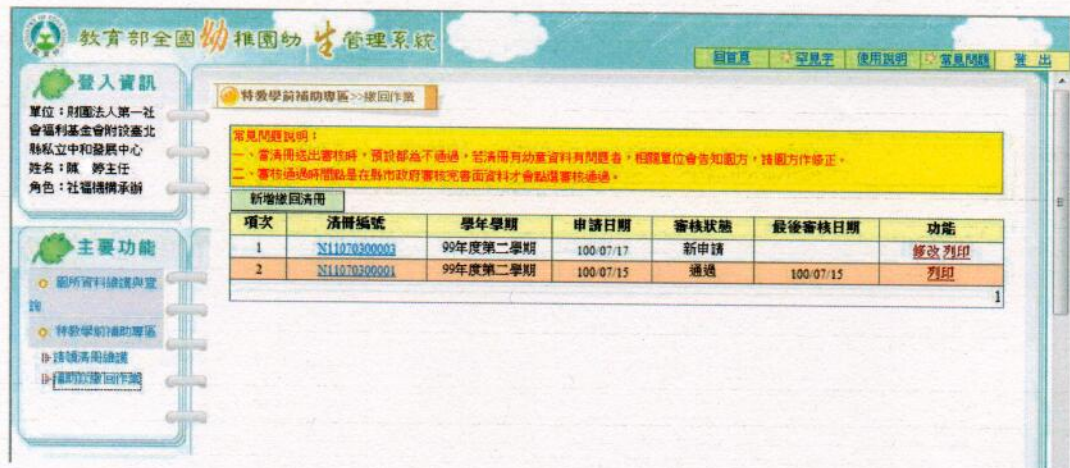 教育部全國幼稚園幼生管理系統
回首頁 罕見字 使用說明 常見問題 登 出
登入資訊
單位：財團法人第一社
會福利基金會附設臺北
縣私立中和發展中心
姓名：陳 婷主任
角色：社福機構承辦
主要功能
園所資料維護與查
詢
特教學前補助專區
請領清冊維護
補助款繳回作業
特教學前補助專區>>繳回作業
常見問題說明：
一、當清冊送出審核時，預設都為不通過，若清冊有幼童資料有問題者，相關單位會告知園方，請園方作修正。
二、審核通過時間點是在縣市政府審核完書面資料才會點選審核通過。
新增繳回清冊
項次 清冊編號 學年學期 申請日期 審核狀態 最後審核日期 功能
1 N11070300003 99年度第二學期 100/07/17 新申請 修改 列印
2 N11070300001 99年度第二學期 100/07/15 通過 100/07/15 列印
1